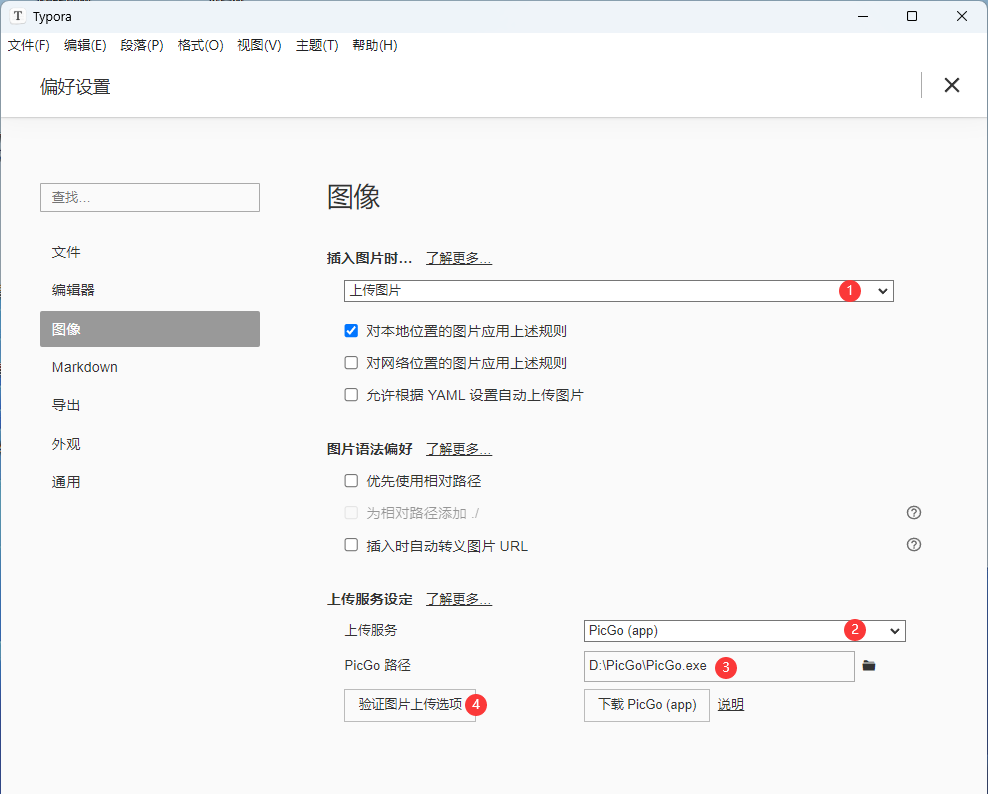 T Typora
文件(F) 编辑(E) 段落(P) 格式(O) 视图(V) 主题(T) 帮助(H)
偏好设置
查找...
文件
编辑器
图像
Markdown
导出
外观
通用
图像
插入图片时... 了解更多...
上传图片 1
对本地位置的图片应用上述规则
对网络位置的图片应用上述规则
允许根据 YAML 设置自动上传图片
图片语法偏好 了解更多...
优先使用相对路径
为相对路径添加 ./ ?
插入时自动转义图片 URL ?
上传服务设定 了解更多...
上传服务 PicGo (app) 2
PicGo 路径 D:\PicGo\PicGo.exe 3
验证图片上传选项 4 下载 PicGo (app) 说明